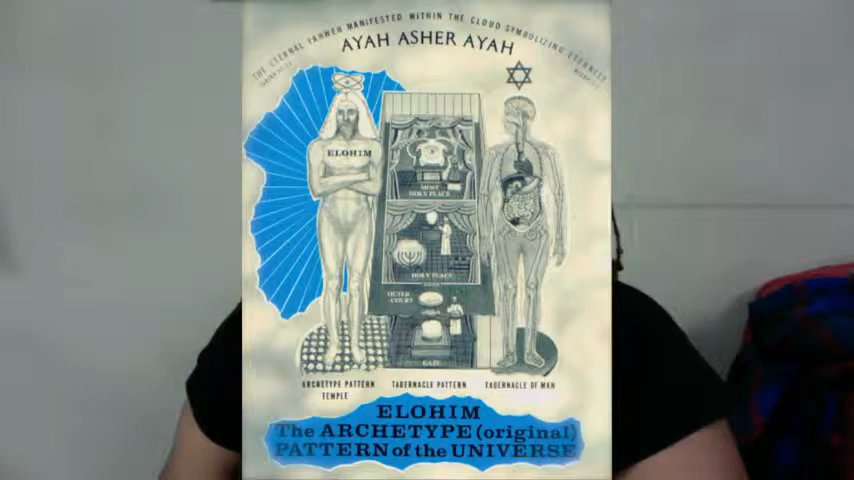 THE ETERNAL YAHWEH MANIFESTED WITHIN THE CLOUD SYMBOLIZING ETERNITY
AYAH ASHER AYAH
ELOHIM
MOST
HOLY PLACE
HOLY PLACE
OUTER
COURT
GATE
ARCHETYPE PATTERN
TEMPLE
TABERNACLE PATTERN
TABERNACLE OF MAN
ELOHIM
The ARCHETYPE (original)
PATTERN of the UNIVERSE